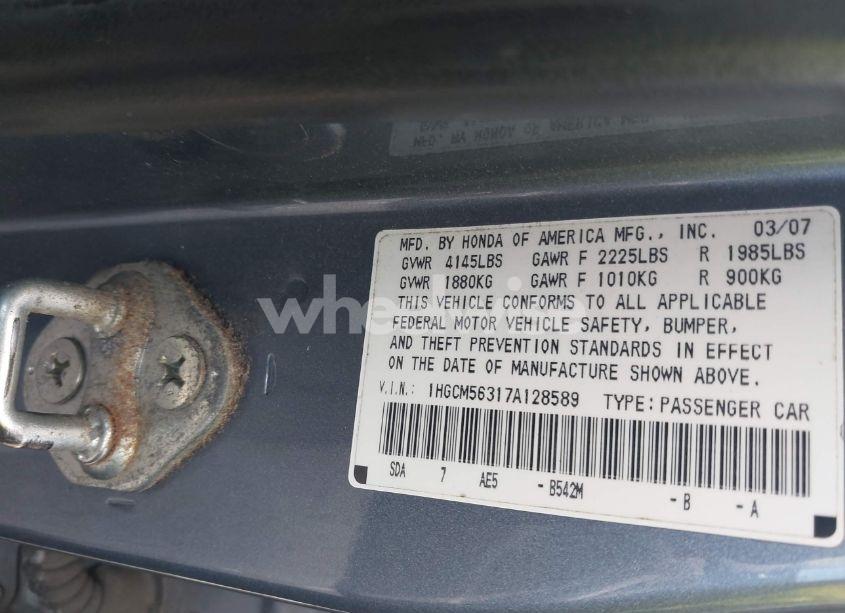 MFD. BY HONDA OF AMERICA MFG., INC. 03/07
GVWR 4145LBS GAWR F 2225LBS R 1985LBS
GVWR 1880KG GAWR F 1010KG R 900KG
THIS VEHICLE CONFORMS TO ALL APPLICABLE
FEDERAL MOTOR VEHICLE SAFETY, BUMPER,
AND THEFT PREVENTION STANDARDS IN EFFECT
ON THE DATE OF MANUFACTURE SHOWN ABOVE.
V.I.N.: 1HGCM56317A128589 TYPE: PASSENGER CAR
SDA 7 AE5 - B542M - B - A